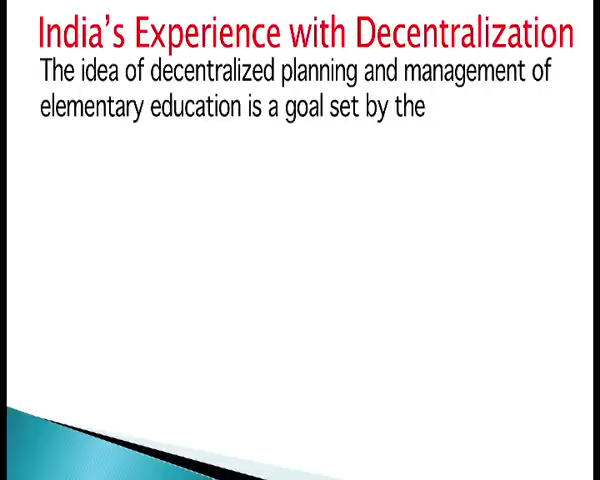 India's Experience with Decentralization
The idea of decentralized planning and management of
elementary education is a goal set by the